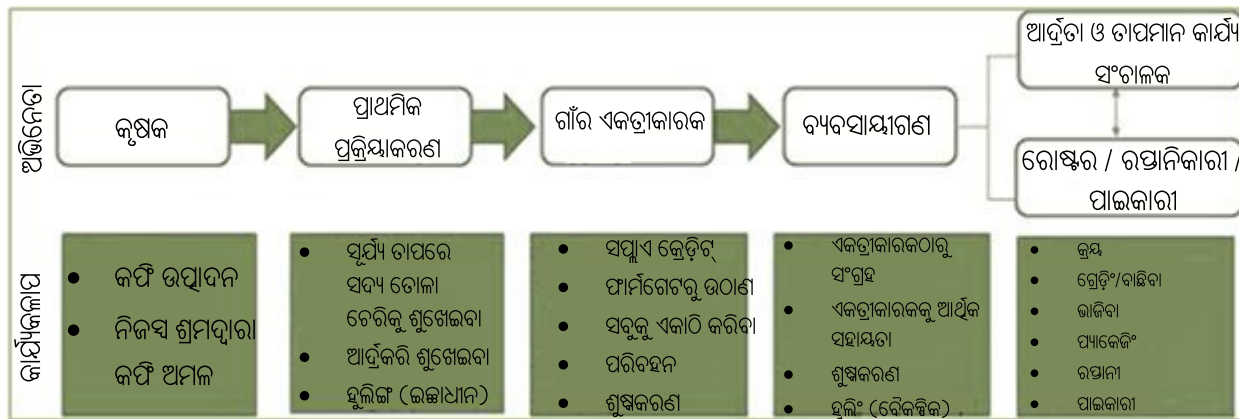 ଅଭିନେତା
କୃଷକ
ପ୍ରାଥମିକ
ପ୍ରକ୍ରିୟାକରଣ
ଗାଁର ଏକତ୍ରୀକାରକ
ବ୍ୟବସାୟୀଗଣ
ଆର୍ଦ୍ରତା ଓ ତାପମାନ କାର୍ଯ୍ୟ
ସଂଚାଳକ
ରୋଷ୍ଟର / ରପ୍ତାନିକାରୀ /
ପାଇକାରୀ
କାର୍ଯ୍ୟକଳାପ
• କଫି ଉତ୍ପାଦନ
• ନିଜସ୍ୱ ଶ୍ରମଦ୍ୱାରା
କଫି ଅମଳ
• ସୂର୍ଯ୍ୟ ତାପରେ
ସଦ୍ୟ ତୋଳା
ଚେରିକୁ ଶୁଖେଇବା
• ଆର୍ଦ୍ରକରି ଶୁଖେଇବା
• ହୁଲିଙ୍ଗ (ଇଚ୍ଛାଧୀନ)
• ସପ୍ଲାଏ କ୍ରେଡ଼ିଟ୍
• ଫାର୍ମଗେଟରୁ ଉଠାଣ
• ସବୁକୁ ଏକାଠି କରିବା
• ପରିବହନ
• ଶୁଷ୍କକରଣ
• ଏକତ୍ରୀକାରକଠାରୁ
ସଂଗ୍ରହ
• ଏକତ୍ରୀକାରକକୁ ଆର୍ଥିକ
ସହାୟତା
• ଶୁଷ୍କକରଣ
• ହୁଲିଂ (ବୈକଳ୍ପିକ)
• କ୍ରୟ
• ଗ୍ରେଡ଼ିଂ/ବାଛିବା
• ଭାଜିବା
• ପ୍ୟାକେଜିଂ
• ରପ୍ତାନୀ
• ପାଇକାରୀ